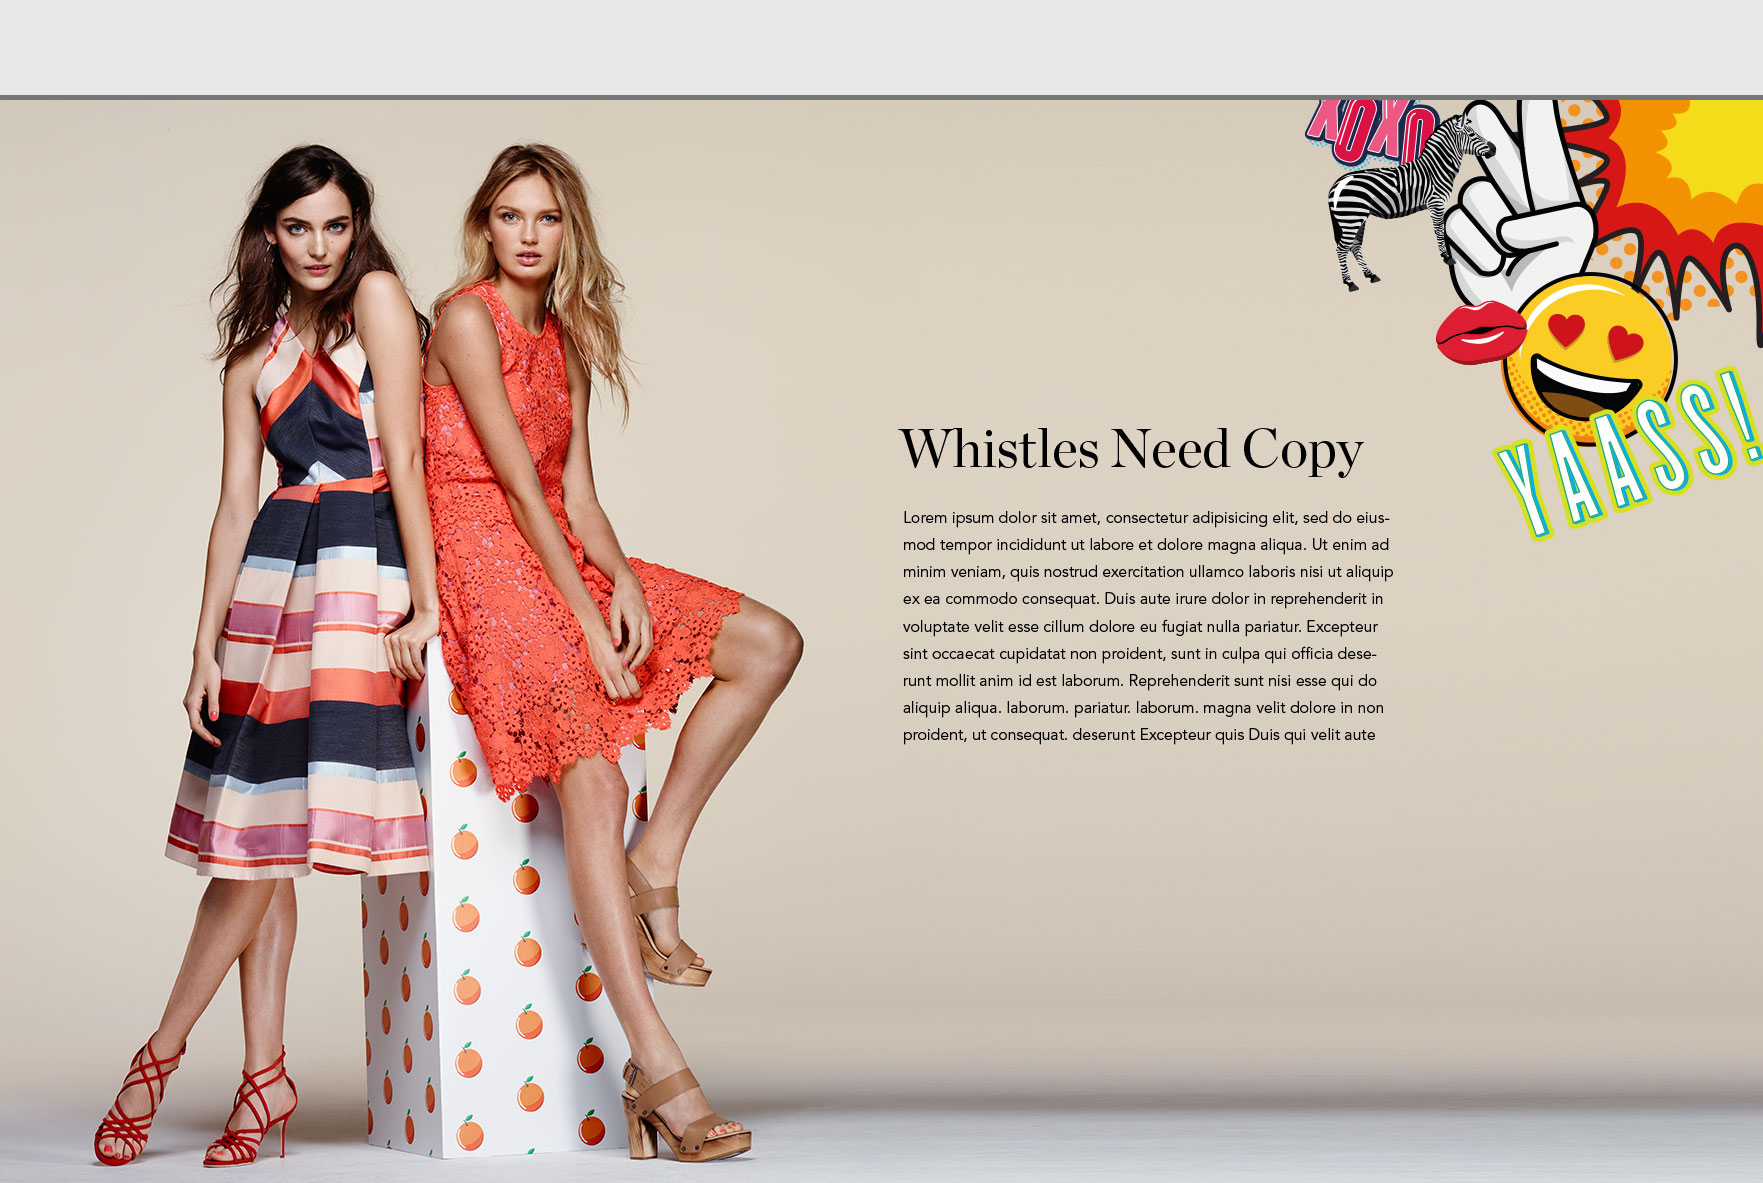 XOXO
YAASS!
Whistles Need Copy
Lorem ipsum dolor sit amet, consectetur adipisicing elit, sed do eius-
mod tempor incididunt ut labore et dolore magna aliqua. Ut enim ad
minim veniam, quis nostrud exercitation ullamco laboris nisi ut aliquip
ex ea commodo consequat. Duis aute irure dolor in reprehenderit in
voluptate velit esse cillum dolore eu fugiat nulla pariatur. Excepteur
sint occaecat cupidatat non proident, sunt in culpa qui officia dese-
runt mollit anim id est laborum. Reprehenderit sunt nisi esse qui do
aliquip aliqua. laborum. pariatur. laborum. magna velit dolore in non
proident, ut consequat. deserunt Excepteur quis Duis qui velit aute